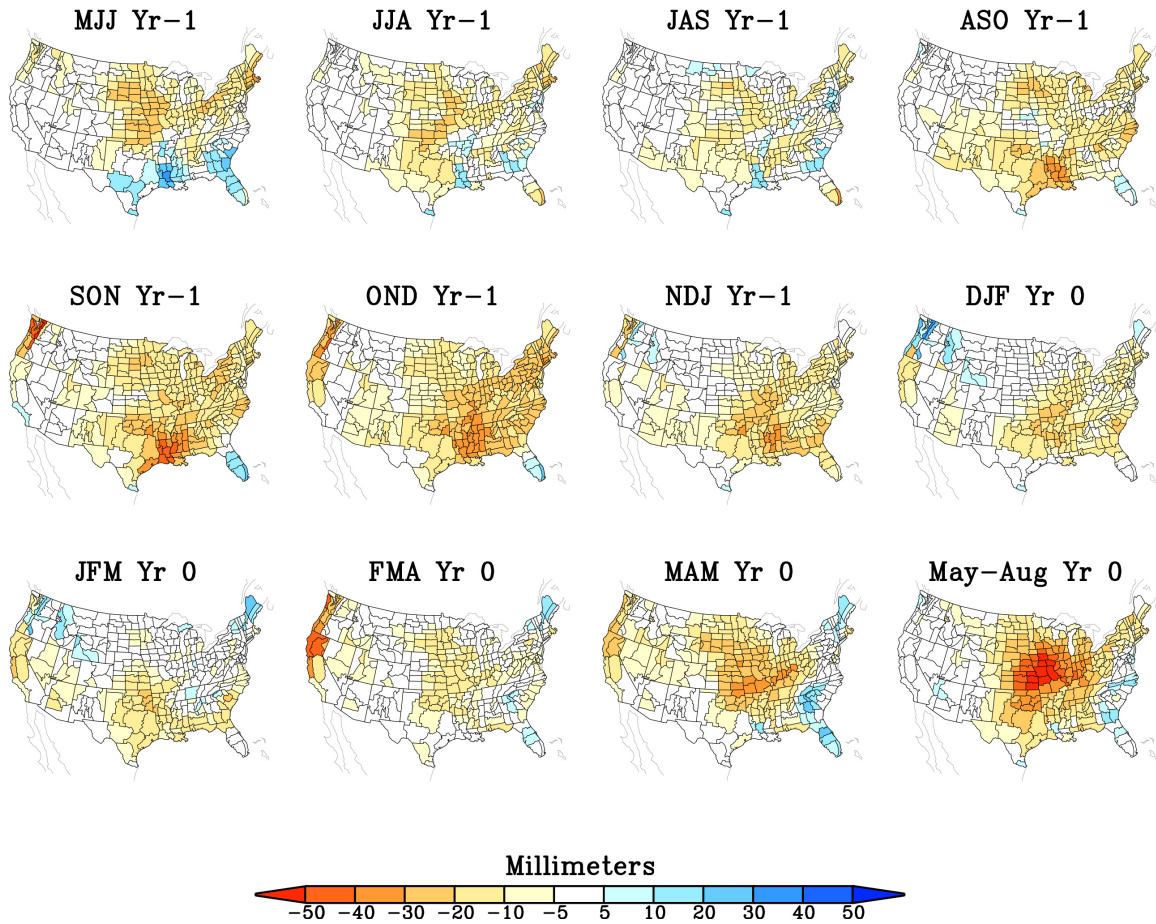 MJJ Yr-1 JJA Yr-1 JAS Yr-1 ASO Yr-1
SON Yr-1 OND Yr-1 NDJ Yr-1 DJF Yr 0
JFM Yr 0 FMA Yr 0 MAM Yr 0 May-Aug Yr 0
Millimeters
-50 -40 -30 -20 -10 -5 5 10 20 30 40 50